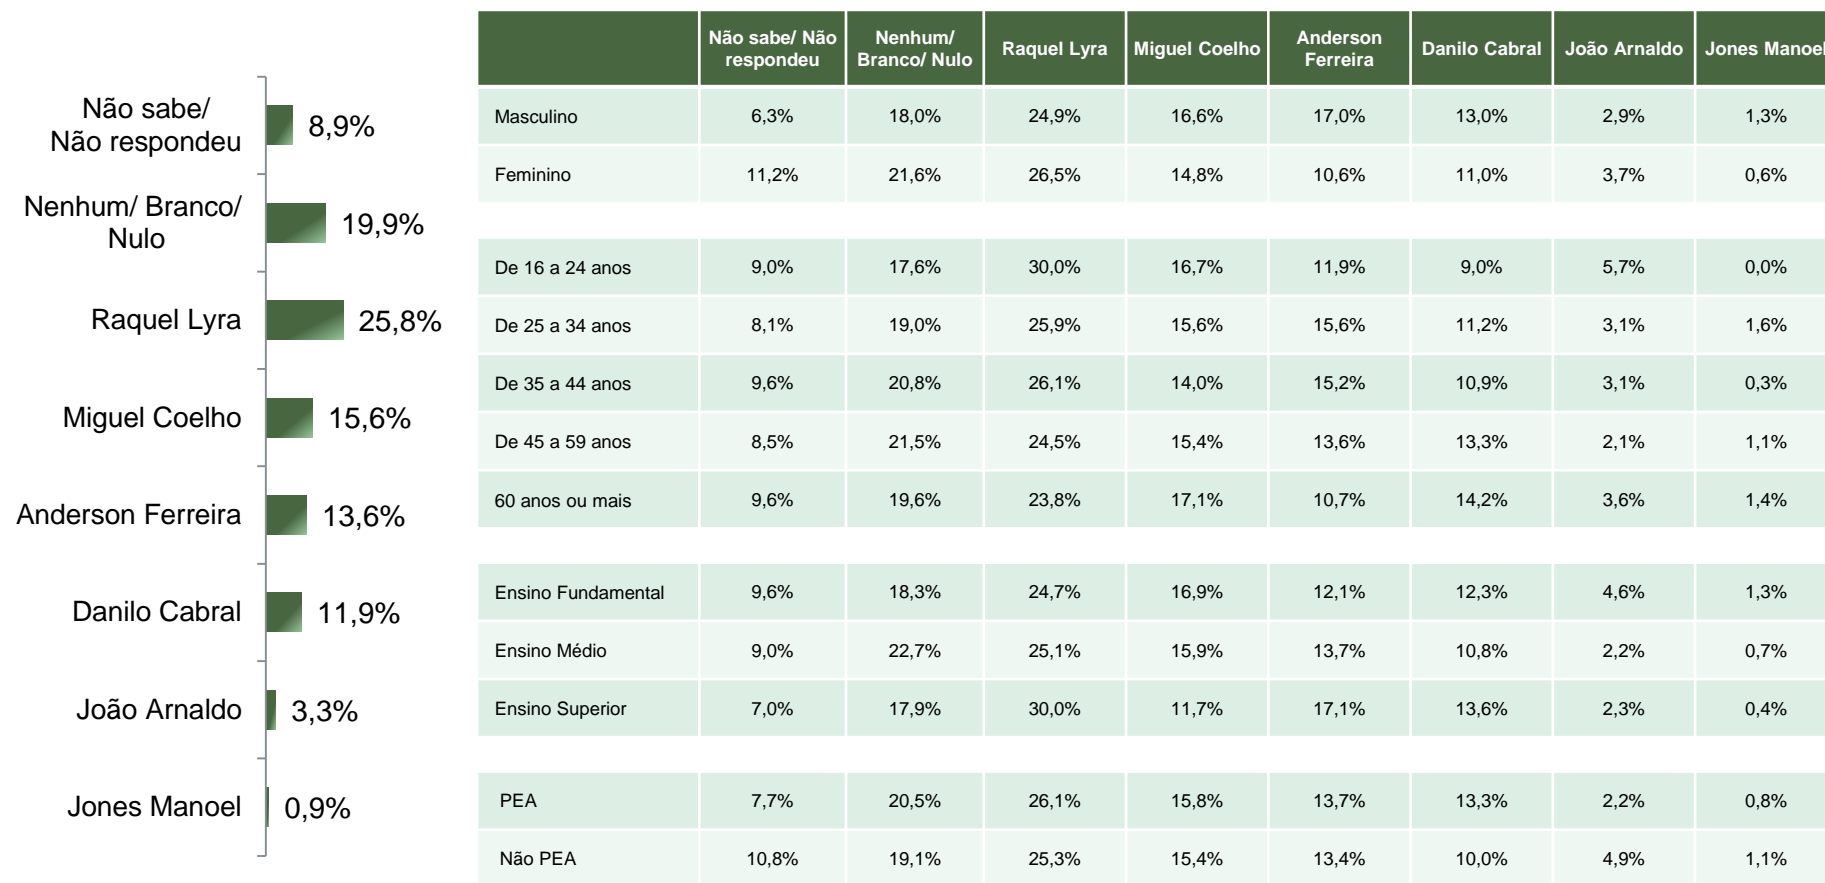 Não sabe/
Não respondeu
8,9%
Nenhum/ Branco/
Nulo
19,9%
Raquel Lyra
25,8%
Miguel Coelho
15,6%
Anderson Ferreira
13,6%
Danilo Cabral
11,9%
João Arnaldo
3,3%
Jones Manoel
0,9%
Não sabe/ Não respondeu Nenhum/ Branco/ Nulo Raquel Lyra Miguel Coelho Anderson Ferreira Danilo Cabral João Arnaldo Jones Manoel
Masculino 6,3% 18,0% 24,9% 16,6% 17,0% 13,0% 2,9% 1,3%
Feminino 11,2% 21,6% 26,5% 14,8% 10,6% 11,0% 3,7% 0,6%
De 16 a 24 anos 9,0% 17,6% 30,0% 16,7% 11,9% 9,0% 5,7% 0,0%
De 25 a 34 anos 8,1% 19,0% 25,9% 15,6% 15,6% 11,2% 3,1% 1,6%
De 35 a 44 anos 9,6% 20,8% 26,1% 14,0% 15,2% 10,9% 3,1% 0,3%
De 45 a 59 anos 8,5% 21,5% 24,5% 15,4% 13,6% 13,3% 2,1% 1,1%
60 anos ou mais 9,6% 19,6% 23,8% 17,1% 10,7% 14,2% 3,6% 1,4%
Ensino Fundamental 9,6% 18,3% 24,7% 16,9% 12,1% 12,3% 4,6% 1,3%
Ensino Médio 9,0% 22,7% 25,1% 15,9% 13,7% 10,8% 2,2% 0,7%
Ensino Superior 7,0% 17,9% 30,0% 11,7% 17,1% 13,6% 2,3% 0,4%
PEA 7,7% 20,5% 26,1% 15,8% 13,7% 13,3% 2,2% 0,8%
Não PEA 10,8% 19,1% 25,3% 15,4% 13,4% 10,0% 4,9% 1,1%